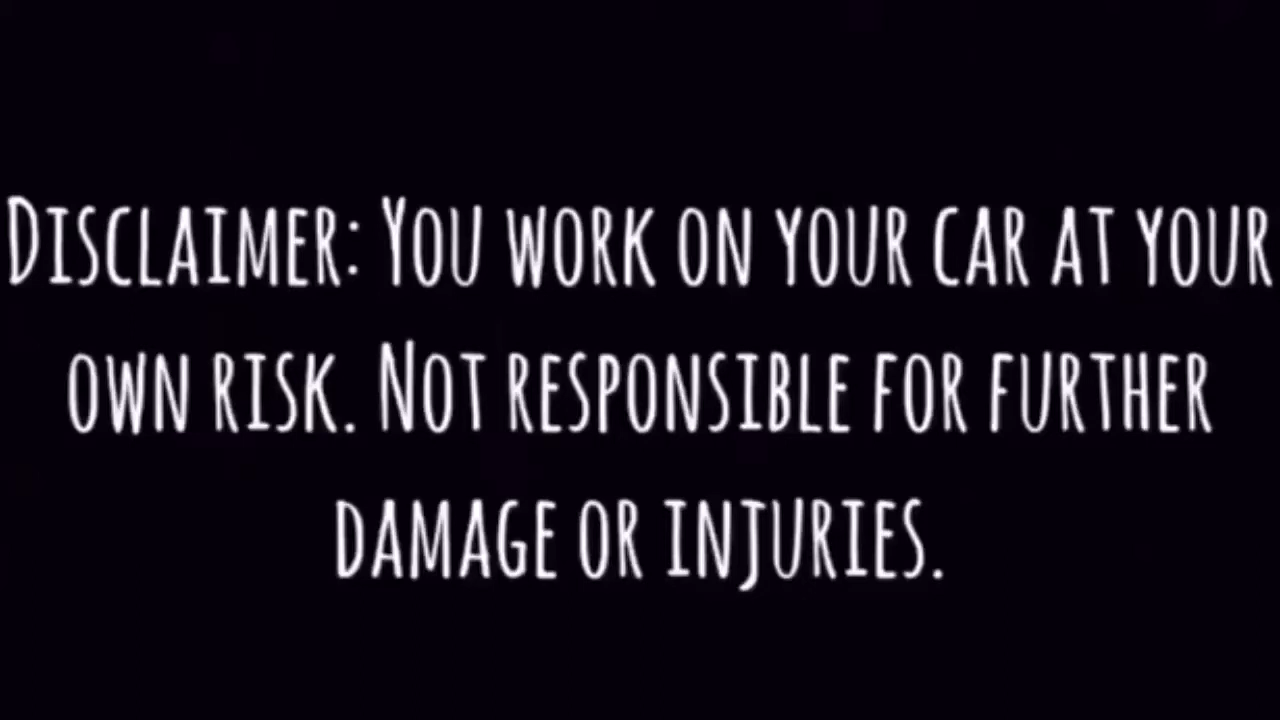 Disclaimer: You work on your car at your
own risk. Not responsible for further
damage or injuries.